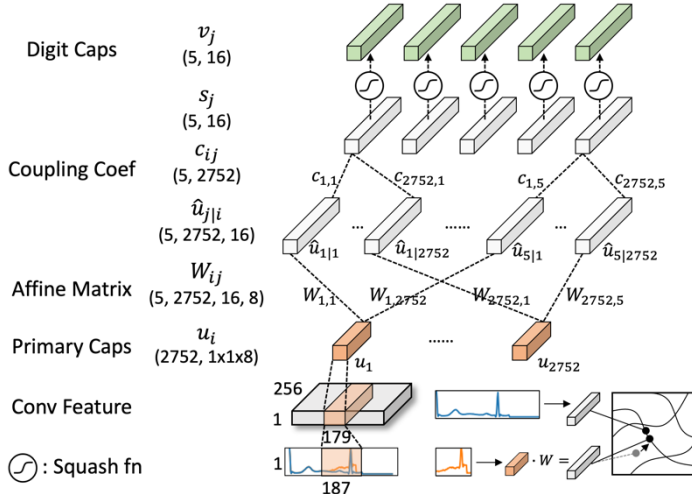 Digit Caps
v_j
(5, 16)
s_j
(5, 16)
Coupling Coef
c_ij
(5, 2752)
c_1,1
c_2752,1
c_1,5
c_2752,5
û_j|i
(5, 2752, 16)
... ...... ...
û_1|1
û_1|2752
û_5|1
û_5|2752
Affine Matrix
W_ij
(5, 2752, 16, 8)
W_1,1
W_1,2752
W_2752,1
W_2752,5
Primary Caps
u_i
(2752, 1x1x8)
......
u_1
u_2752
Conv Feature
256
1
179
: Squash fn
1
187
· W =